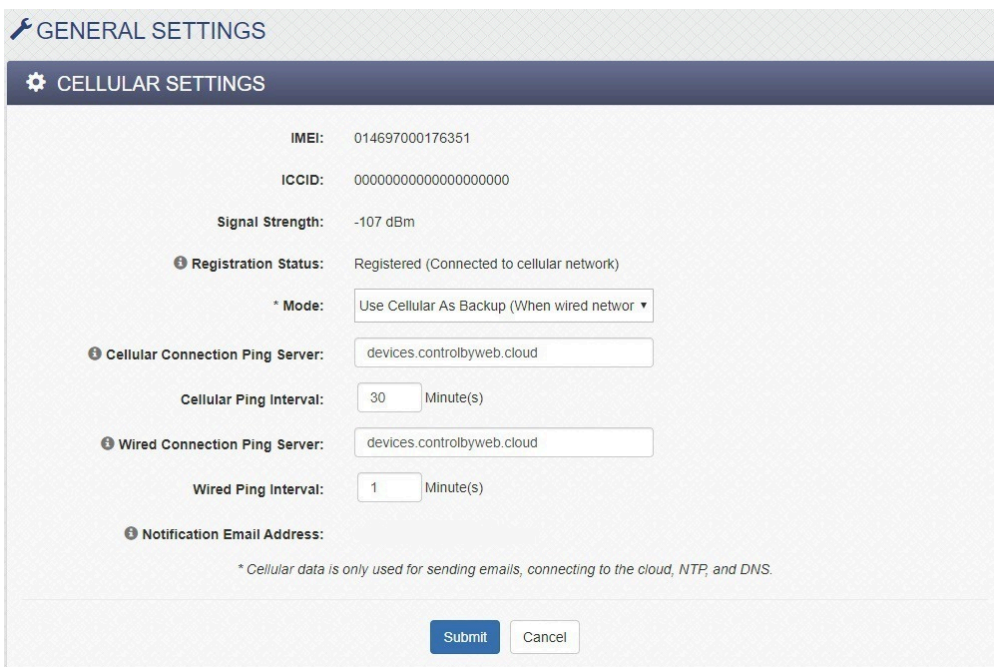 GENERAL SETTINGS
CELLULAR SETTINGS
IMEI: 014697000176351
ICCID: 00000000000000000000
Signal Strength: -107 dBm
Registration Status: Registered (Connected to cellular network)
* Mode: Use Cellular As Backup (When wired networ
Cellular Connection Ping Server: devices.controlbyweb.cloud
Cellular Ping Interval: 30 Minute(s)
Wired Connection Ping Server: devices.controlbyweb.cloud
Wired Ping Interval: 1 Minute(s)
Notification Email Address:
* Cellular data is only used for sending emails, connecting to the cloud, NTP, and DNS.
Submit Cancel